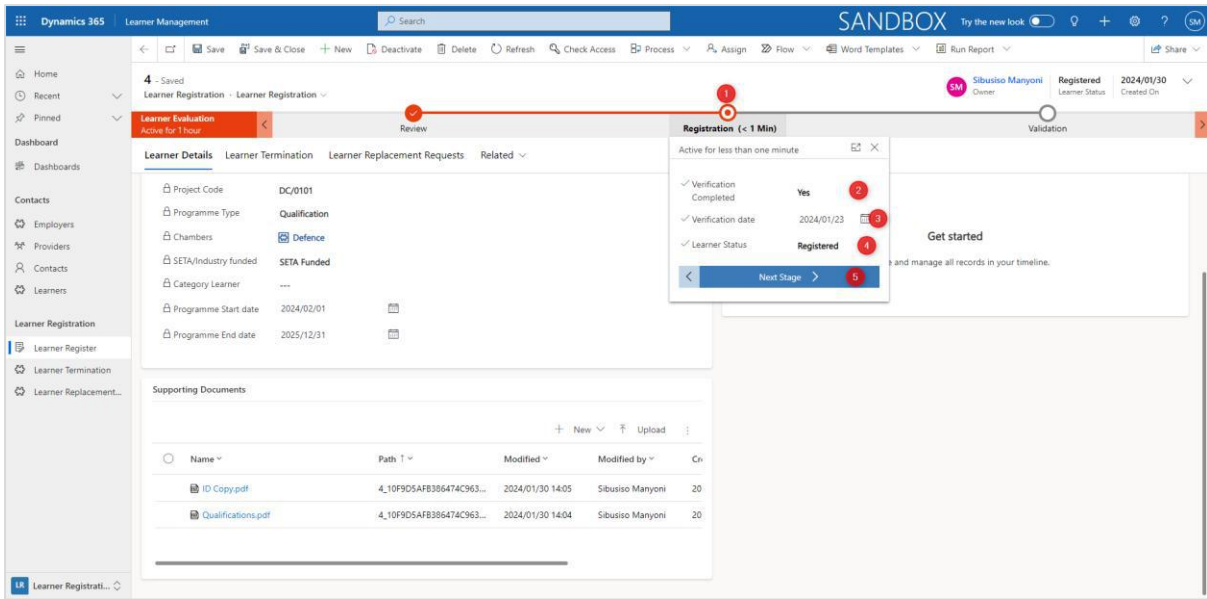 Dynamics 365 Learner Management Search SANDBOX Try the new look SM
Save Save & Close New Deactivate Delete Refresh Check Access Process Assign Flow Word Templates Run Report Share
Home
Recent
Pinned
Dashboard
Dashboards
Contacts
Employers
Providers
Contacts
Learners
Learner Registration
Learner Register
Learner Termination
Learner Replacement...
LR Learner Registrati...
4 - Saved
Learner Registration · Learner Registration
SM Sibusiso Manyoni Registered 2024/01/30
Owner Learner Status Created On
1
Learner Evaluation
Active for 1 hour
Review Registration (< 1 Min) Validation
Learner Details Learner Termination Learner Replacement Requests Related
Project Code DC/0101
Programme Type Qualification
Chambers Defence
SETA/Industry funded SETA Funded
Category Learner ---
Programme Start date 2024/02/01
Programme End date 2025/12/31
Active for less than one minute
Verification
Completed Yes 2
Verification date 2024/01/23 3
Learner Status Registered 4
Next Stage 5
Get started
and manage all records in your timeline.
Supporting Documents
New Upload
Name Path Modified Modified by Cr
ID Copy.pdf 4_10F9D5AFB386474C963... 2024/01/30 14:05 Sibusiso Manyoni 20
Qualifications.pdf 4_10F9D5AFB386474C963... 2024/01/30 14:04 Sibusiso Manyoni 20